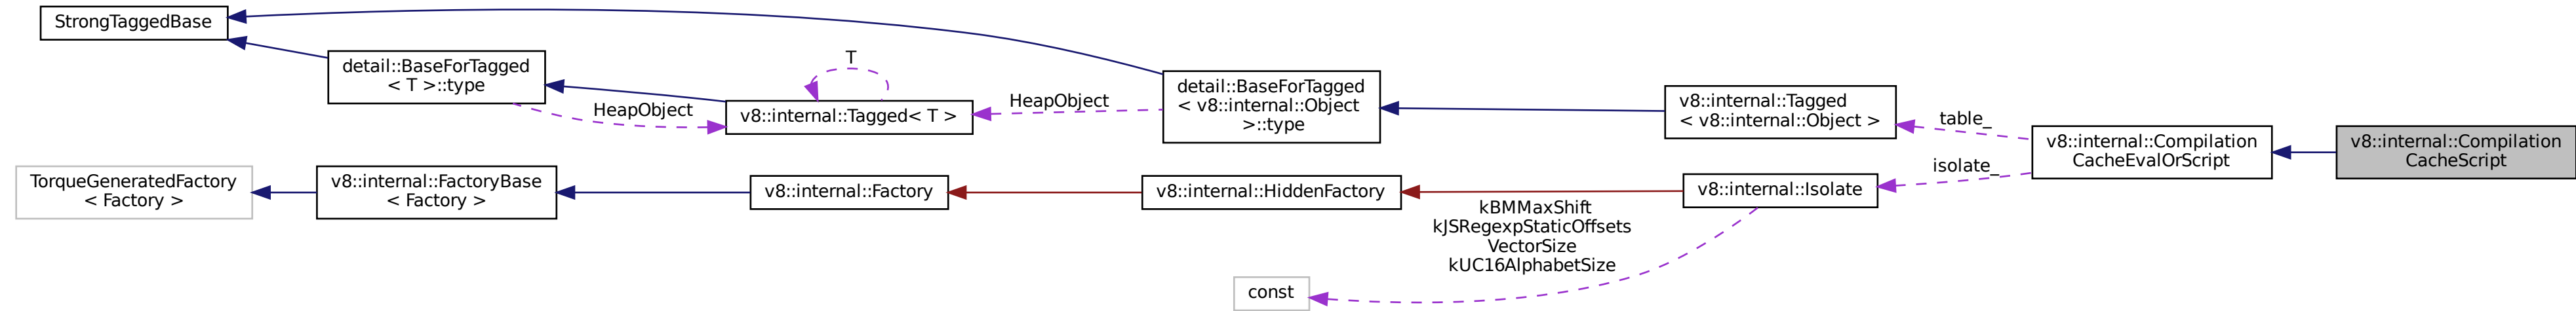 StrongTaggedBase
detail::BaseForTagged
< T >::type
HeapObject
T
v8::internal::Tagged< T >
HeapObject
detail::BaseForTagged
< v8::internal::Object
>::type
v8::internal::Tagged
< v8::internal::Object >
table_
v8::internal::Compilation
CacheEvalOrScript
v8::internal::Compilation
CacheScript
isolate_
TorqueGeneratedFactory
< Factory >
v8::internal::FactoryBase
< Factory >
v8::internal::Factory
v8::internal::HiddenFactory
v8::internal::Isolate
kBMMaxShift
kJSRegexpStaticOffsets
VectorSize
kUC16AlphabetSize
const